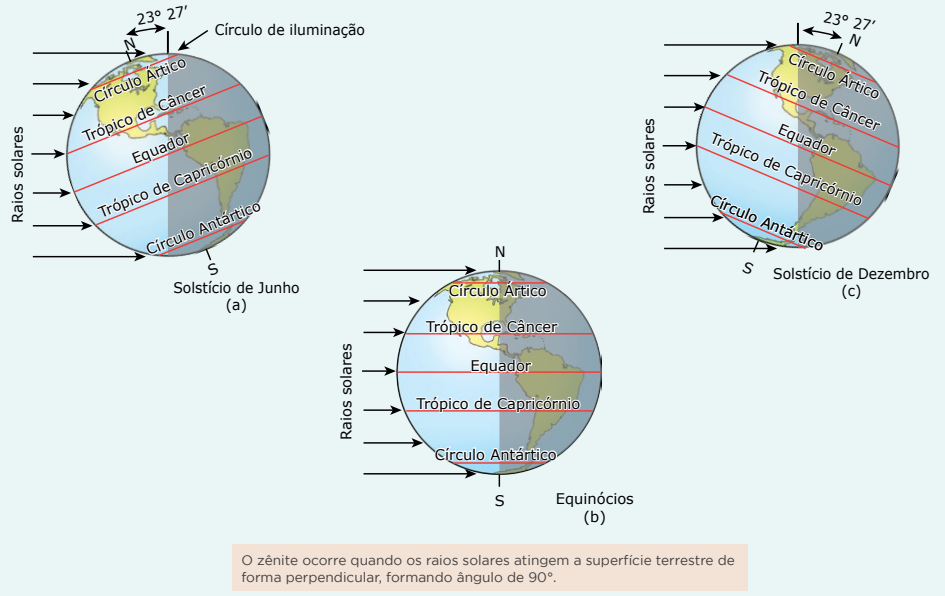 23° 27’
N
Círculo de iluminação
Círculo Ártico
Trópico de Câncer
Equador
Trópico de Capricórnio
Círculo Antártico
S
Raios solares
Solstício de Junho
(a)
23° 27’
N
Círculo Ártico
Trópico de Câncer
Equador
Trópico de Capricórnio
Círculo Antártico
S
Raios solares
Solstício de Dezembro
(c)
N
Círculo Ártico
Trópico de Câncer
Equador
Trópico de Capricórnio
Círculo Antártico
S
Raios solares
Equinócios
(b)
O zênite ocorre quando os raios solares atingem a superfície terrestre de
forma perpendicular, formando ângulo de 90°.